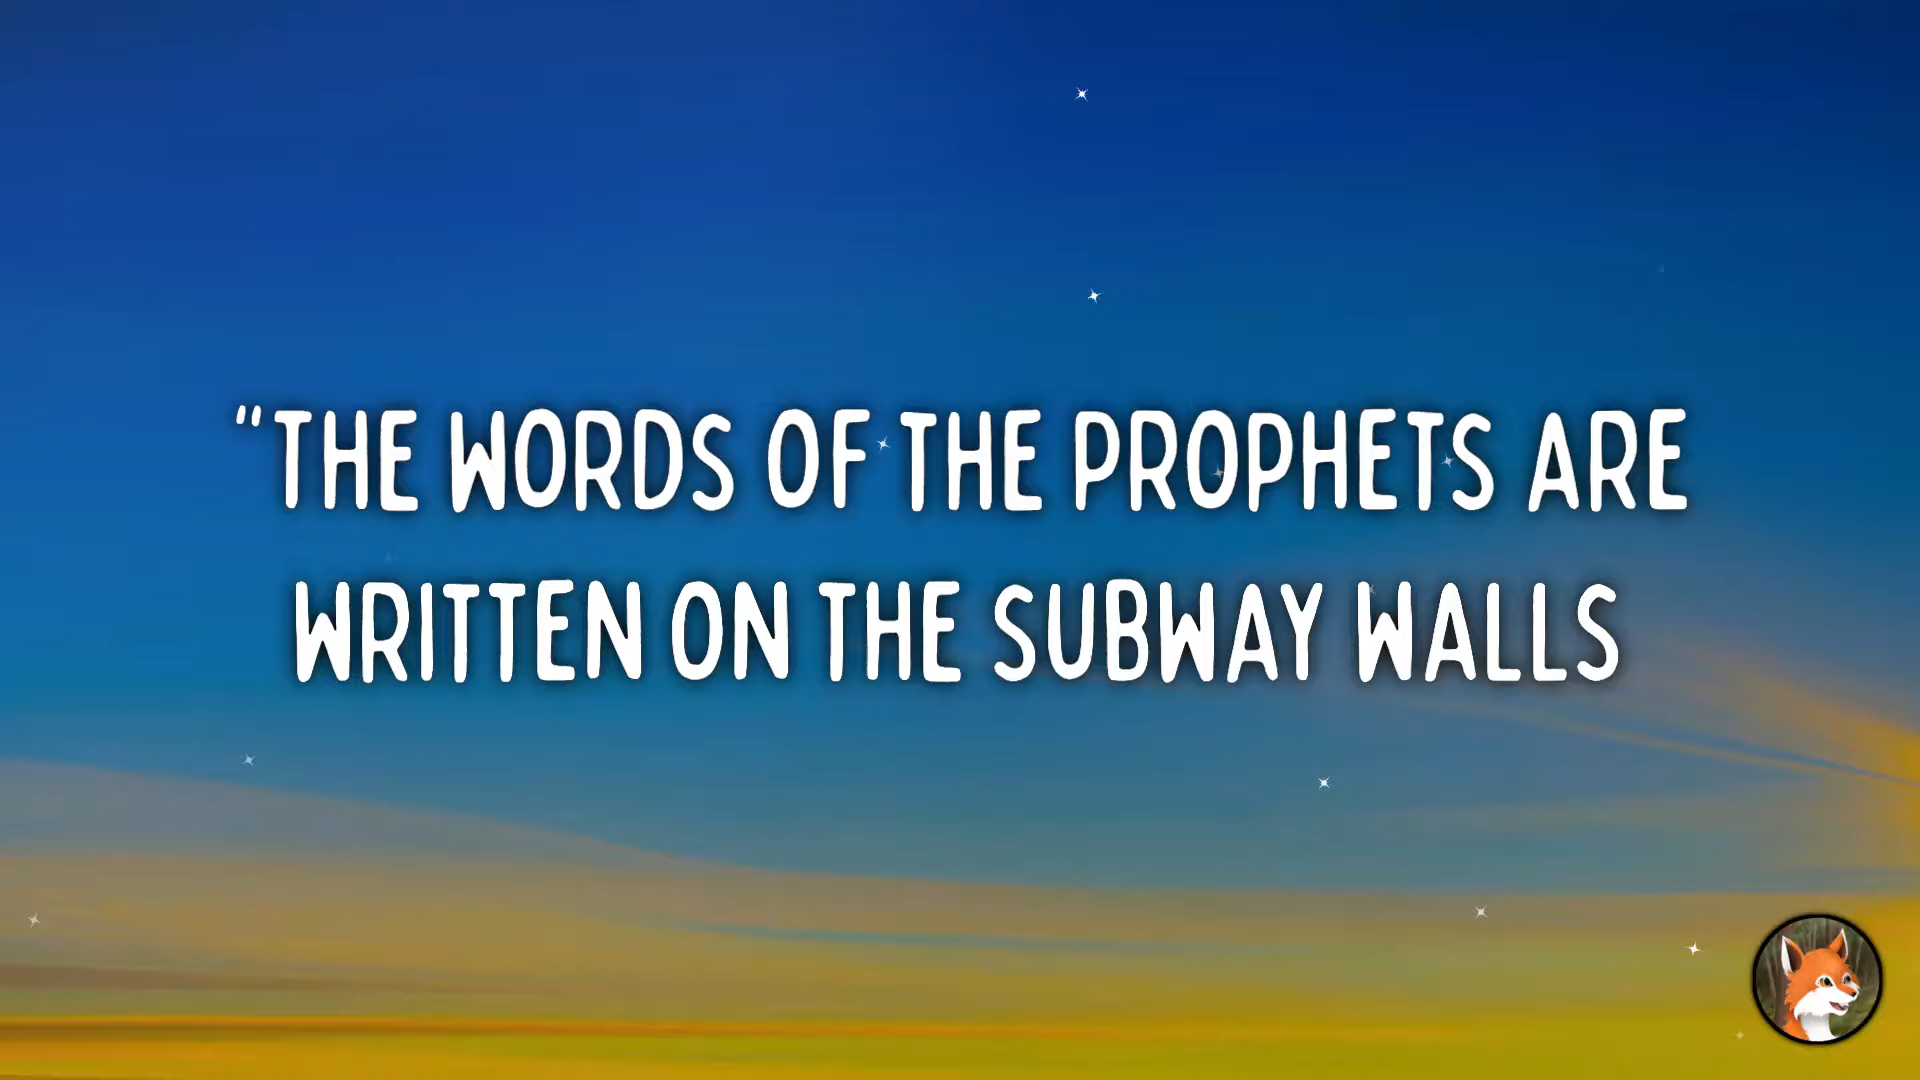 "THE WORDS OF THE PROPHETS ARE
WRITTEN ON THE SUBWAY WALLS